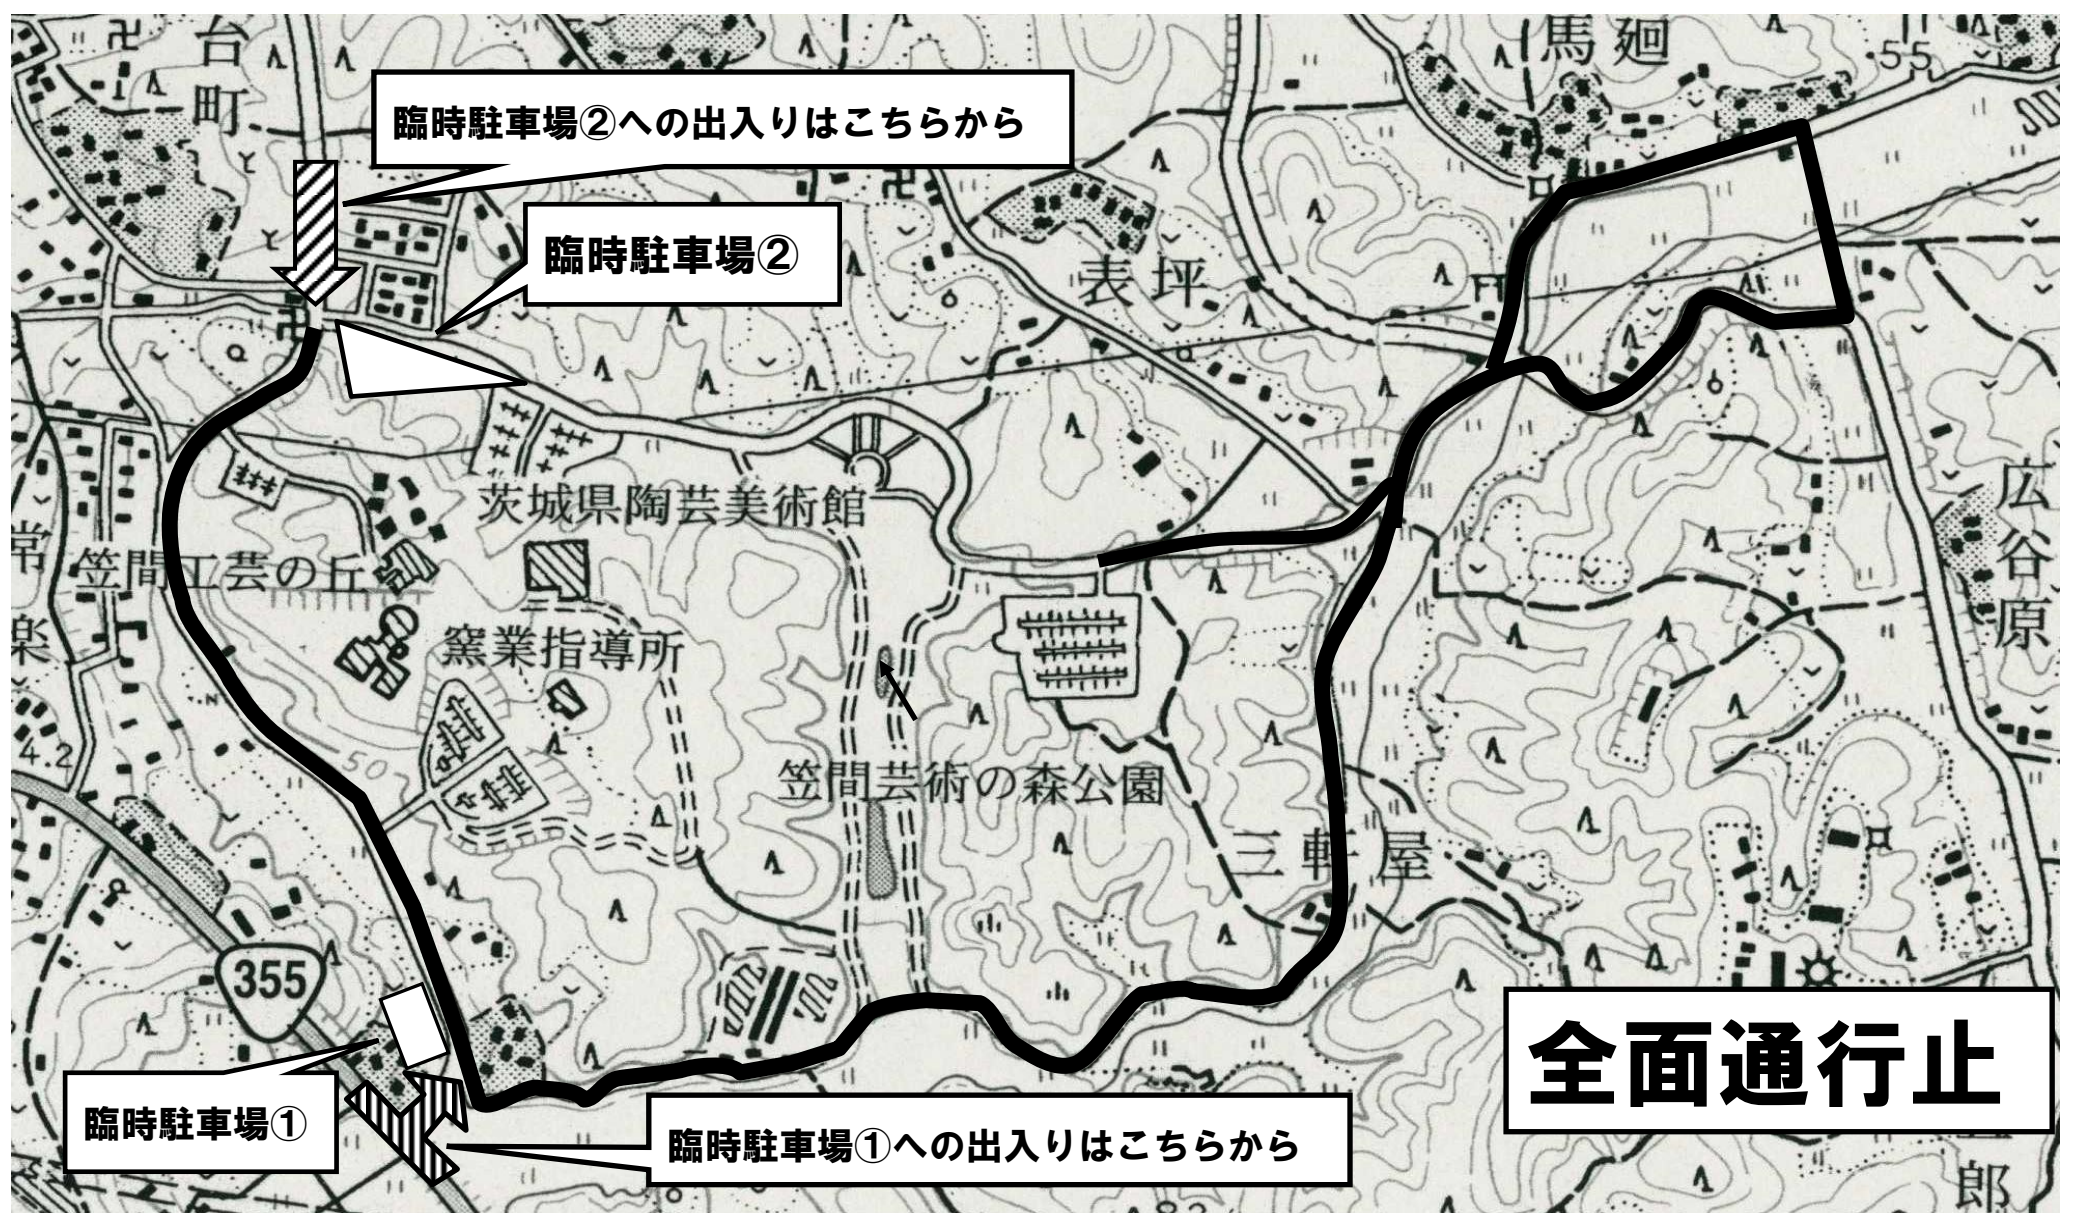 台町
馬廻
55
臨時駐車場②への出入りはこちらから
臨時駐車場②
表坪
茨城県陶芸美術館
広谷原
常
笠間工芸の丘
楽
窯業指導所
4.2
50
笠間芸術の森公園
三軒屋
355
全面通行止
臨時駐車場①
臨時駐車場①への出入りはこちらから
郎